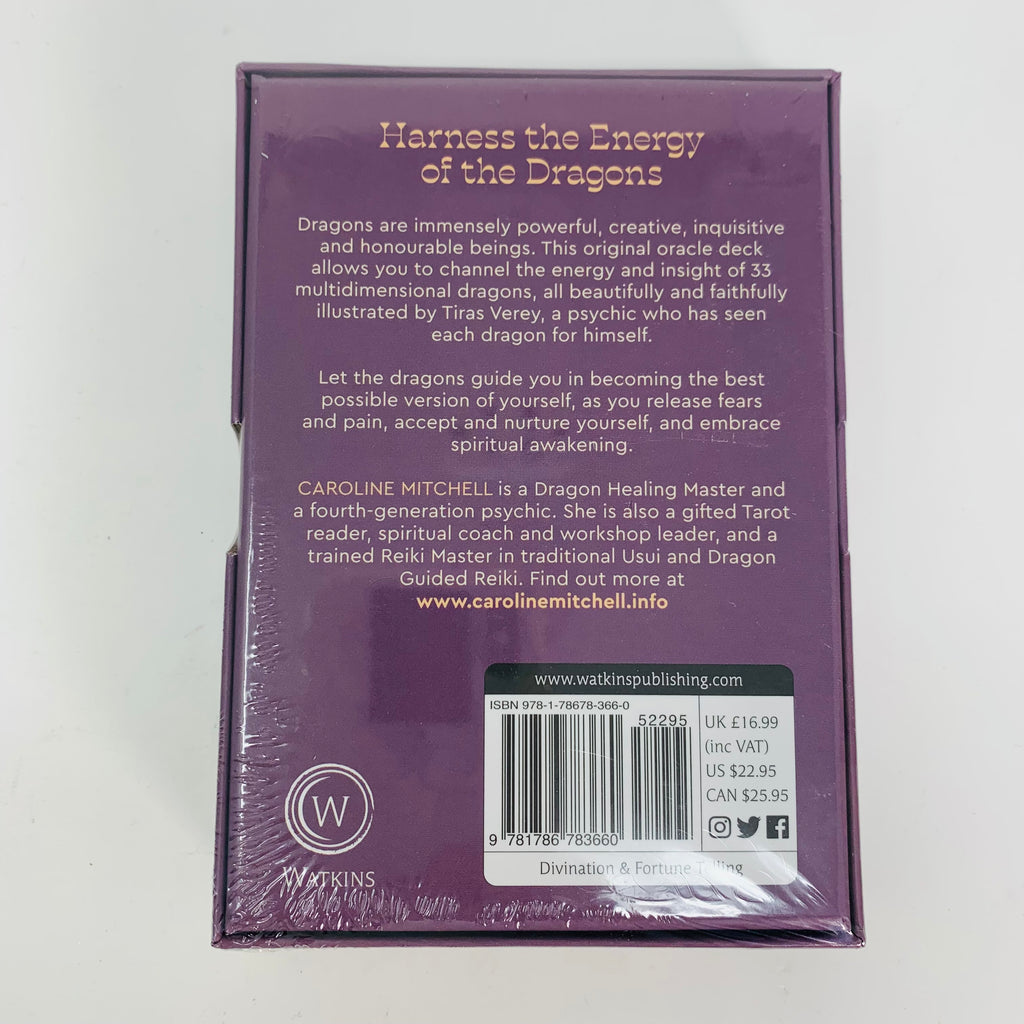 Harness the Energy
of the Dragons
Dragons are immensely powerful, creative, inquisitive
and honourable beings. This original oracle deck
allows you to channel the energy and insight of 33
multidimensional dragons, all beautifully and faithfully
illustrated by Tiras Verey, a psychic who has seen
each dragon for himself.
Let the dragons guide you in becoming the best
possible version of yourself, as you release fears
and pain, accept and nurture yourself, and embrace
spiritual awakening.
CAROLINE MITCHELL is a Dragon Healing Master and
a fourth-generation psychic. She is also a gifted Tarot
reader, spiritual coach and workshop leader, and a
trained Reiki Master in traditional Usui and Dragon
Guided Reiki. Find out more at
www.carolinemitchell.info
www.watkinspublishing.com
ISBN 978-1-78678-366-0
52295
9 781786 783660
UK £16.99
(inc VAT)
US $22.95
CAN $25.95
Divination & Fortune Telling
W
WATKINS